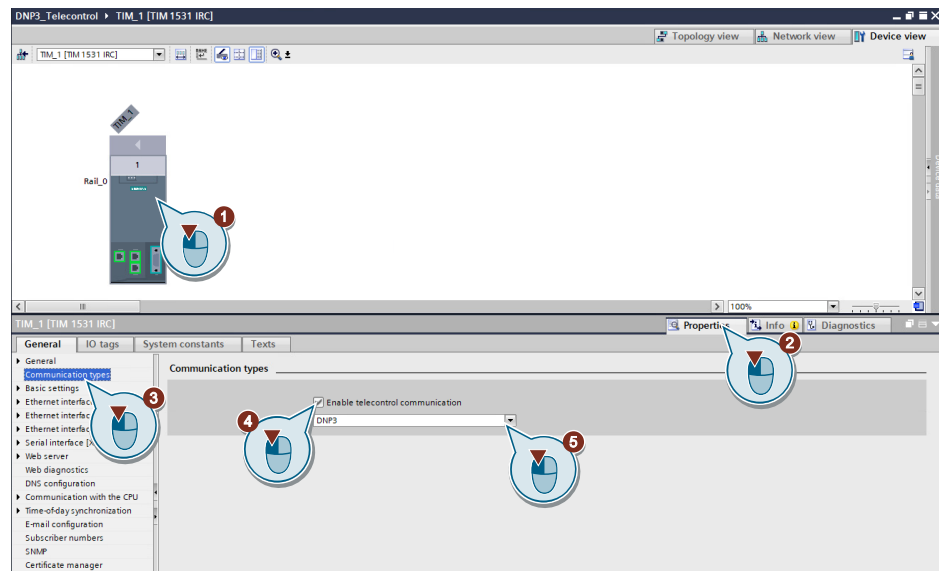 DNP3_Telecontrol ▸ TIM_1 [TIM 1531 IRC]
Topology view Network view Device view
TIM_1 [TIM 1531 IRC]
TIM_1
1
Rail_0
1
100%
TIM_1 [TIM 1531 IRC]
Properties Info Diagnostics
General IO tags System constants Texts
2
General
Communication types
Communication types
Basic settings
Ethernet interfac
3
Enable telecontrol communication
Ethernet interfac
4
DNP3
Ethernet interfac
Serial interface [X
5
Web server
Web diagnostics
DNS configuration
Communication with the CPU
Time-of-day synchronization
E-mail configuration
Subscriber numbers
SNMP
Certificate manager